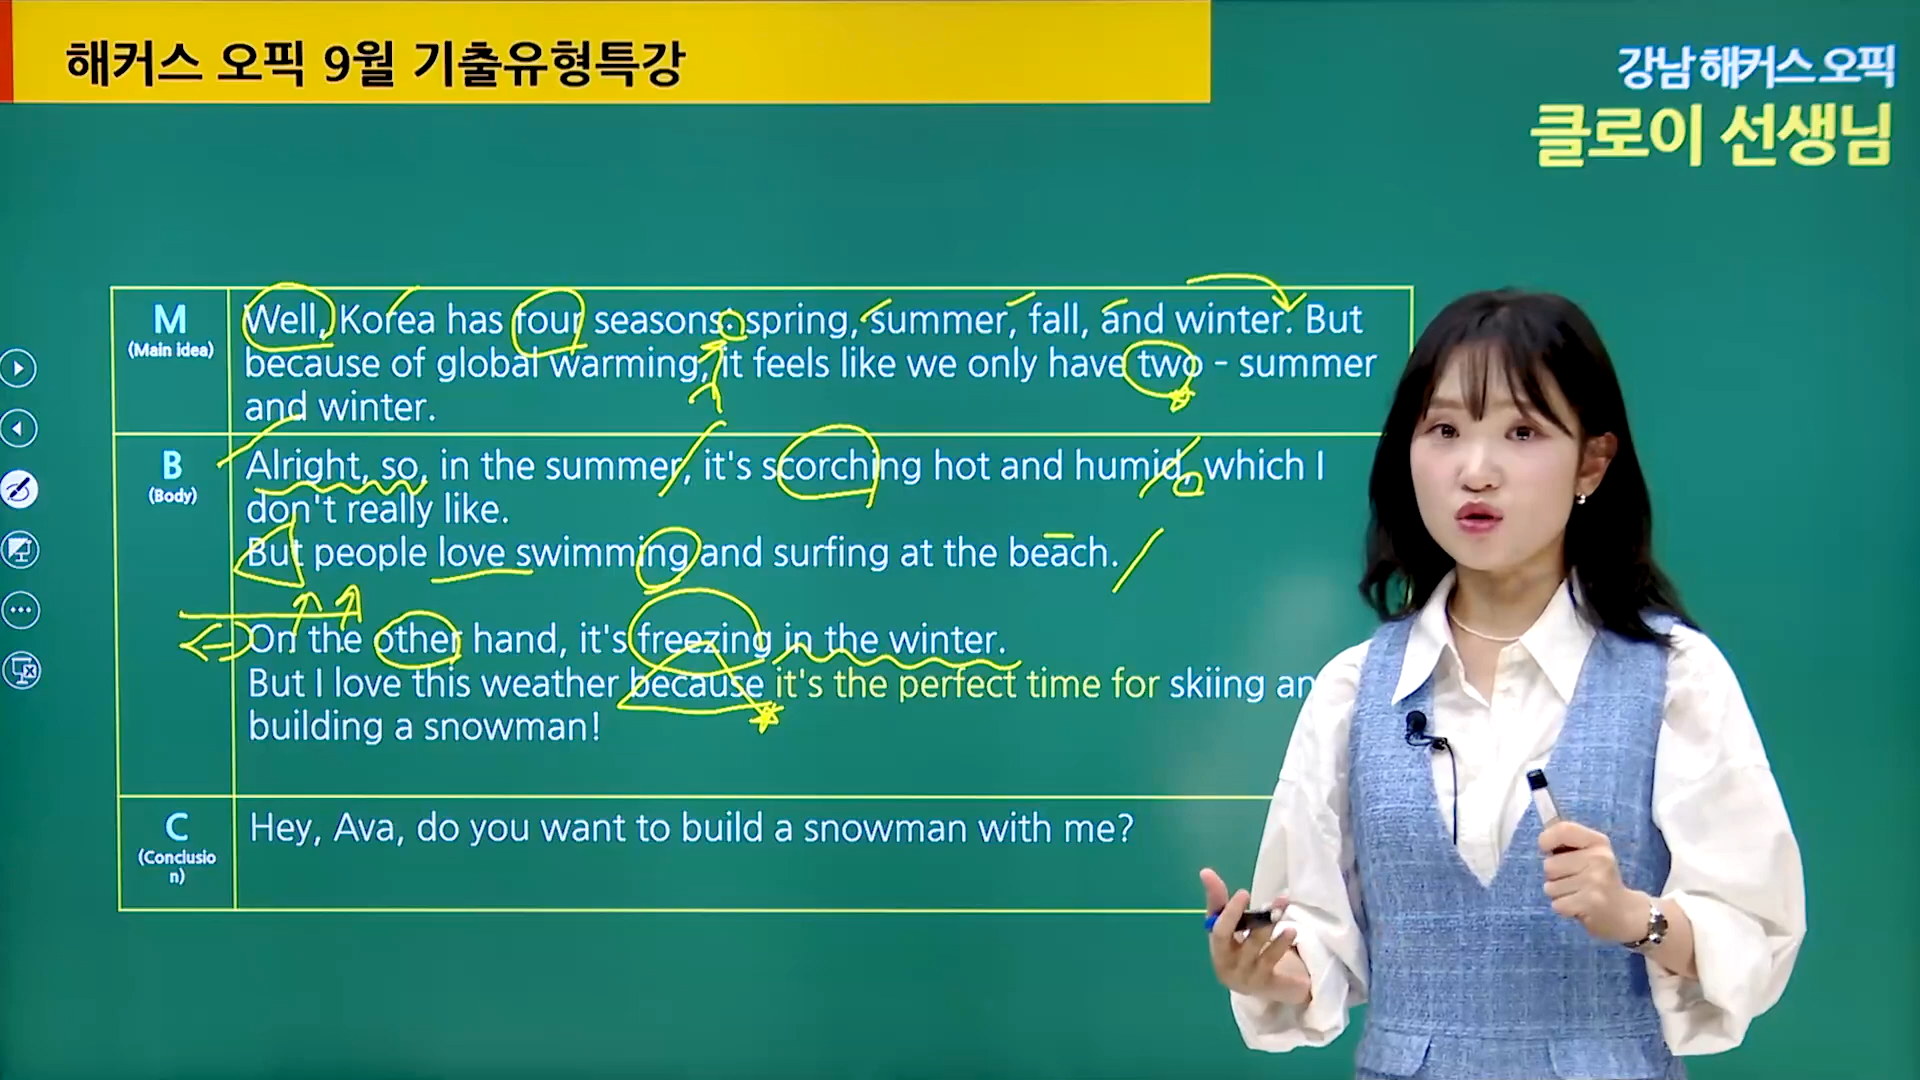 해커스 오픽 9월 기출유형특강
강남 해커스 오픽
클로이 선생님
M
(Main idea)
Well, Korea has four seasons: spring, summer, fall, and winter. But
because of global warming, it feels like we only have two - summer
and winter.
B
(Body)
Alright, so, in the summer, it's scorching hot and humid, which I
don't really like.
But people love swimming and surfing at the beach.
On the other hand, it's freezing in the winter.
But I love this weather because it's the perfect time for skiing an
building a snowman!
C
(Conclusio
n)
Hey, Ava, do you want to build a snowman with me?